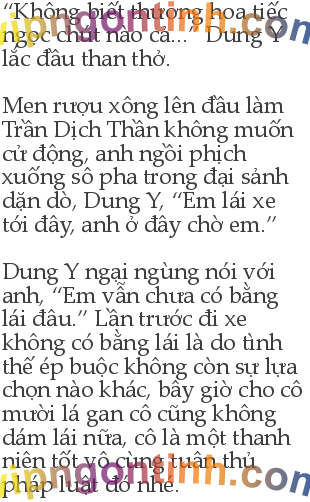 “Không biết thương hoa tiếc
ngọc chút nào cả...” Dung Y
lắc đầu than thở.
Men rượu xông lên đầu làm
Trần Dịch Thần không muốn
cử động, anh ngồi phịch
xuống sô pha trong đại sảnh
dặn dò, Dung Y, “Em lái xe
tới đây, anh ở đây chờ em.”
Dung Y ngại ngùng nói với
anh, “Em vẫn chưa có bằng
lái đâu.” Lần trước đi xe
không có bằng lái là do tình
thế ép buộc không còn sự lựa
chọn nào khác, bây giờ cho cô
mười lá gan cô cũng không
dám lái nữa, cô là một thanh
niên tốt vô cùng tuân thủ
pháp luật đó nhé.
vipngontinh.com
vipngontinh.com